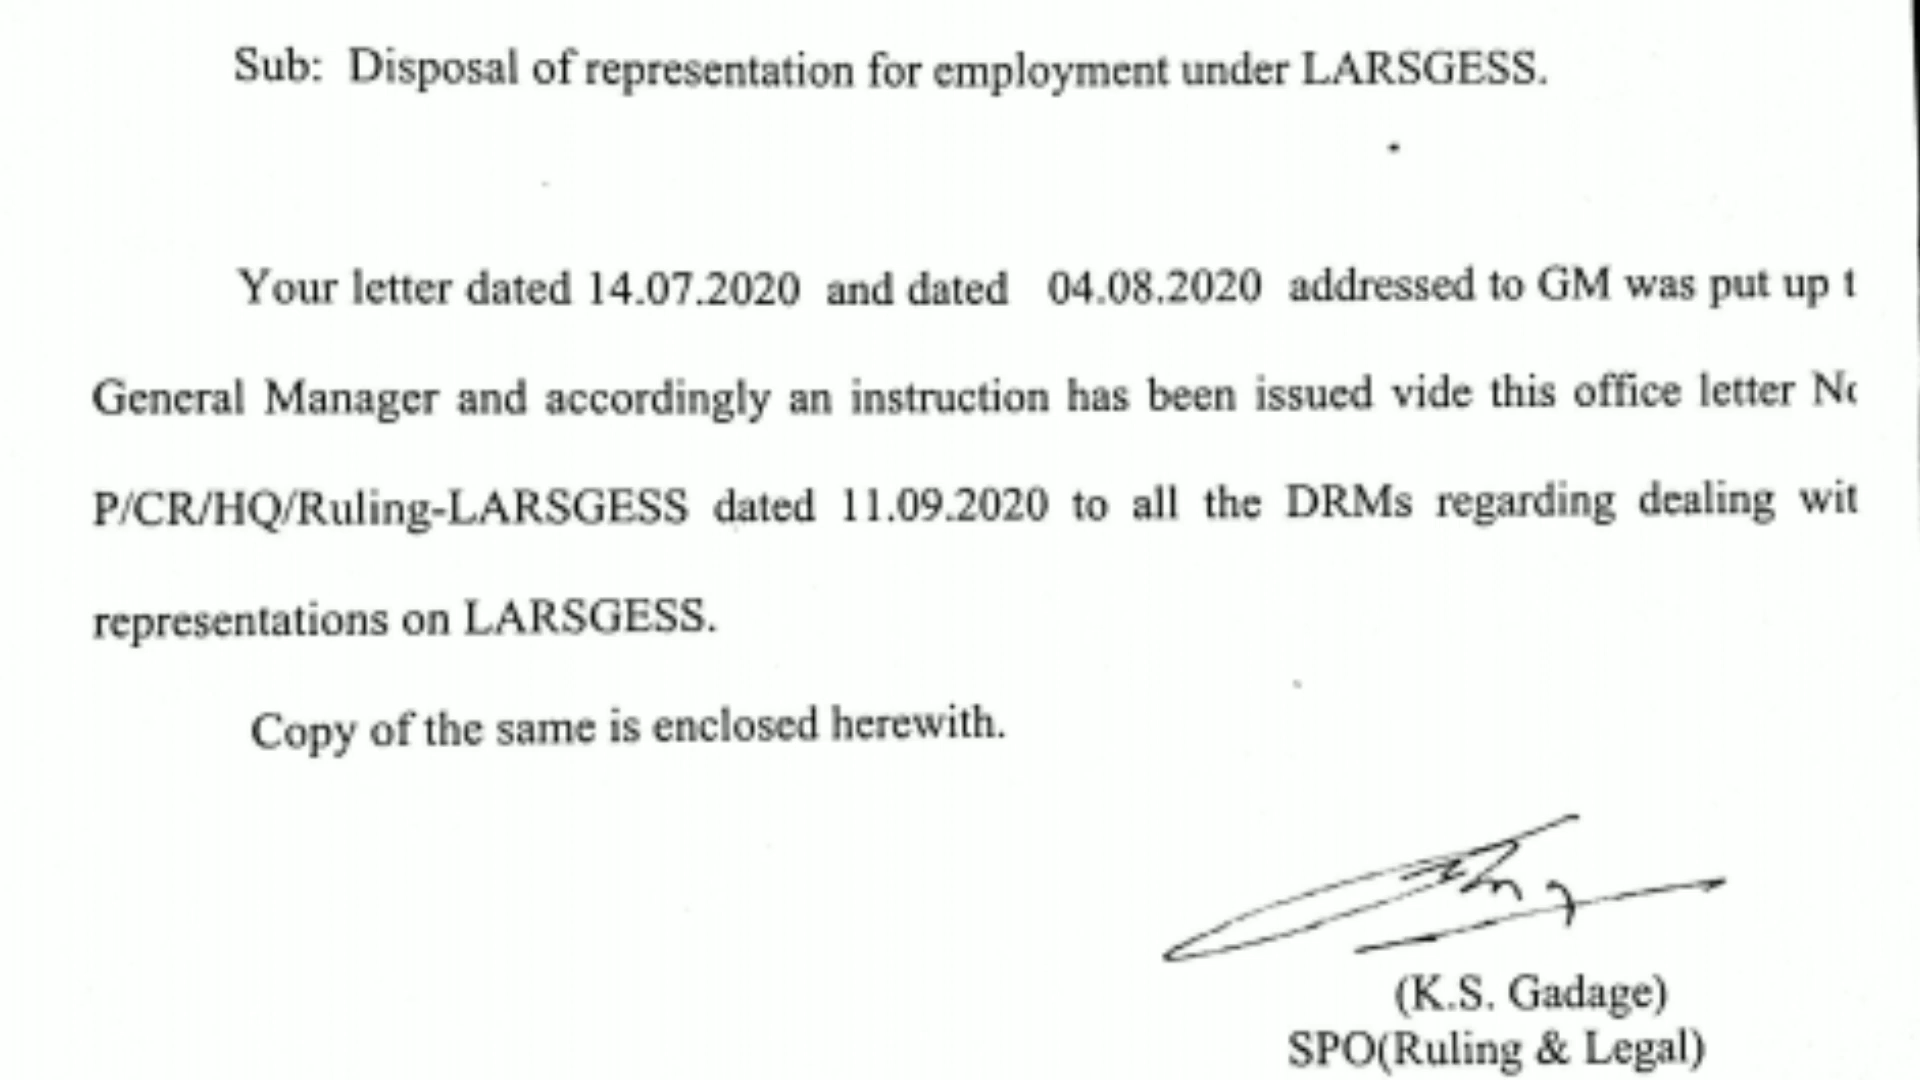 Sub: Disposal of representation for employment under LARSGESS.
Your letter dated 14.07.2020 and dated 04.08.2020 addressed to GM was put up t
General Manager and accordingly an instruction has been issued vide this office letter No
P/CR/HQ/Ruling-LARSGESS dated 11.09.2020 to all the DRMs regarding dealing wit
representations on LARSGESS.
Copy of the same is enclosed herewith.
(K.S. Gadage)
SPO(Ruling & Legal)